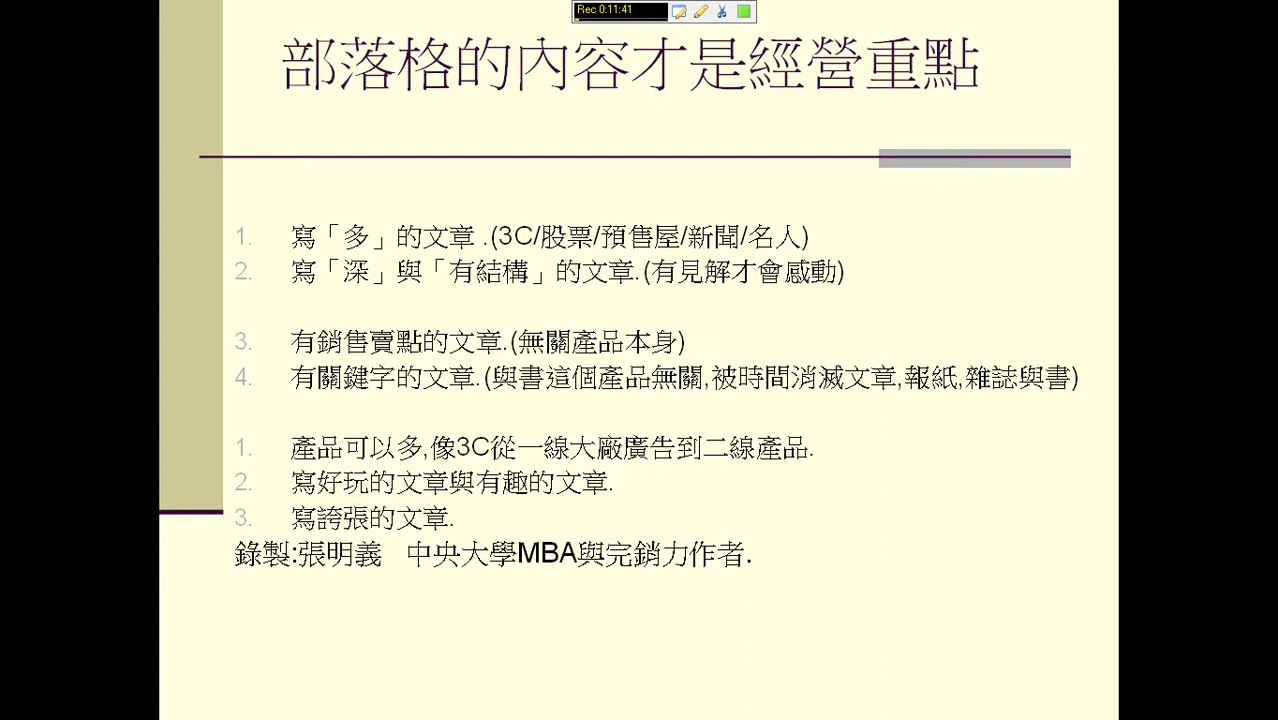 Rec 0:11:41
部落格的內容才是經營重點
1. 寫「多」的文章 .(3C/股票/預售屋/新聞/名人)
2. 寫「深」與「有結構」的文章.(有見解才會感動)
3. 有銷售賣點的文章.(無關產品本身)
4. 有關鍵字的文章.(與書這個產品無關,被時間消滅文章,報紙,雜誌與書)
1. 產品可以多,像3C從一線大廠廣告到二線產品.
2. 寫好玩的文章與有趣的文章.
3. 寫誇張的文章.
錄製:張明義 中央大學MBA與完銷力作者.